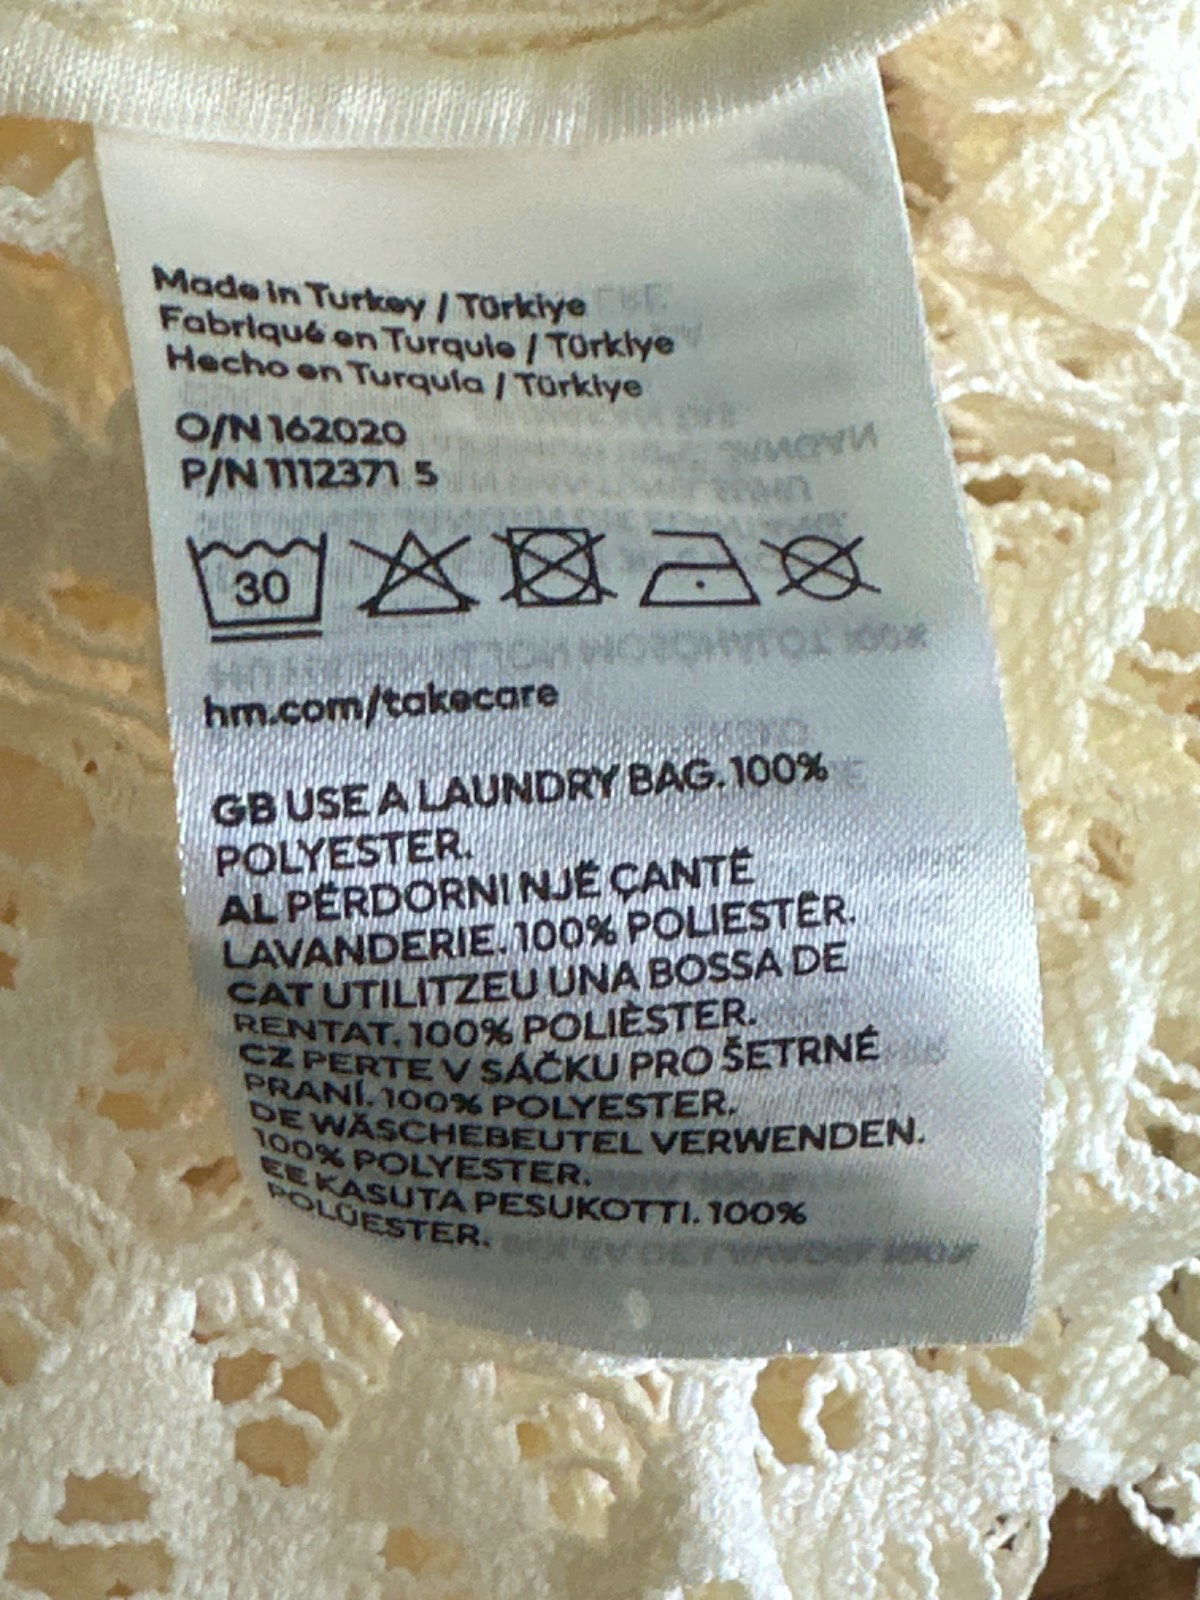 Made in Turkey / Türkiye
Fabriqué en Turquie / Türkiye
Hecho en Turquía / Türkiye
O/N 162020
P/N 1112371 5
30
hm.com/takecare
GB USE A LAUNDRY BAG. 100%
POLYESTER.
AL PËRDORNI NJË ÇANTË
LAVANDERIE. 100% POLIESTËR.
CAT UTILITZEU UNA BOSSA DE
RENTAT. 100% POLIÈSTER.
CZ PERTE V SÁČKU PRO ŠETRNÉ
PRANÍ. 100% POLYESTER.
DE WÄSCHEBEUTEL VERWENDEN.
100% POLYESTER.
EE KASUTA PESUKOTTI. 100%
POLÜESTER.